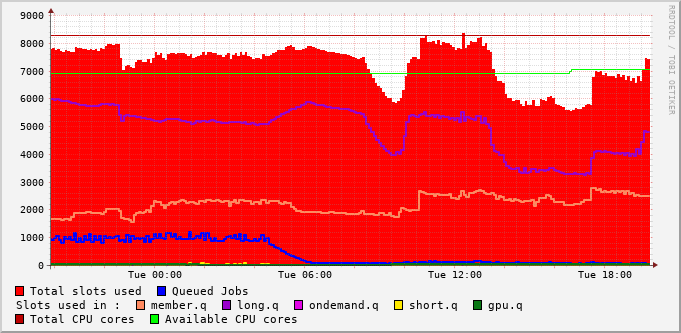 9000
8000
7000
6000
5000
4000
3000
2000
1000
0
Tue 00:00 Tue 06:00 Tue 12:00 Tue 18:00
RRDTOOL / TOBI OETIKER
Total slots used Queued Jobs
Slots used in : member.q long.q ondemand.q short.q gpu.q
Total CPU cores Available CPU cores